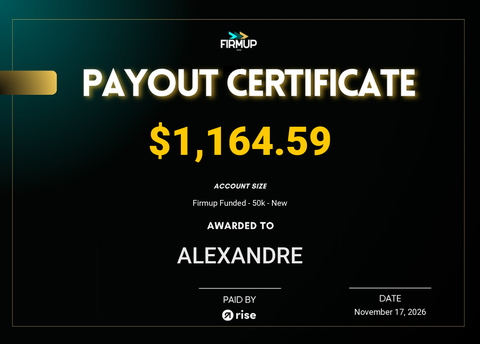 FIRMUP
PAYOUT CERTIFICATE
$1,164.59
ACCOUNT SIZE
Firmup Funded - 50k - New
AWARDED TO
ALEXANDRE
PAID BY
rise
DATE
November 17, 2026